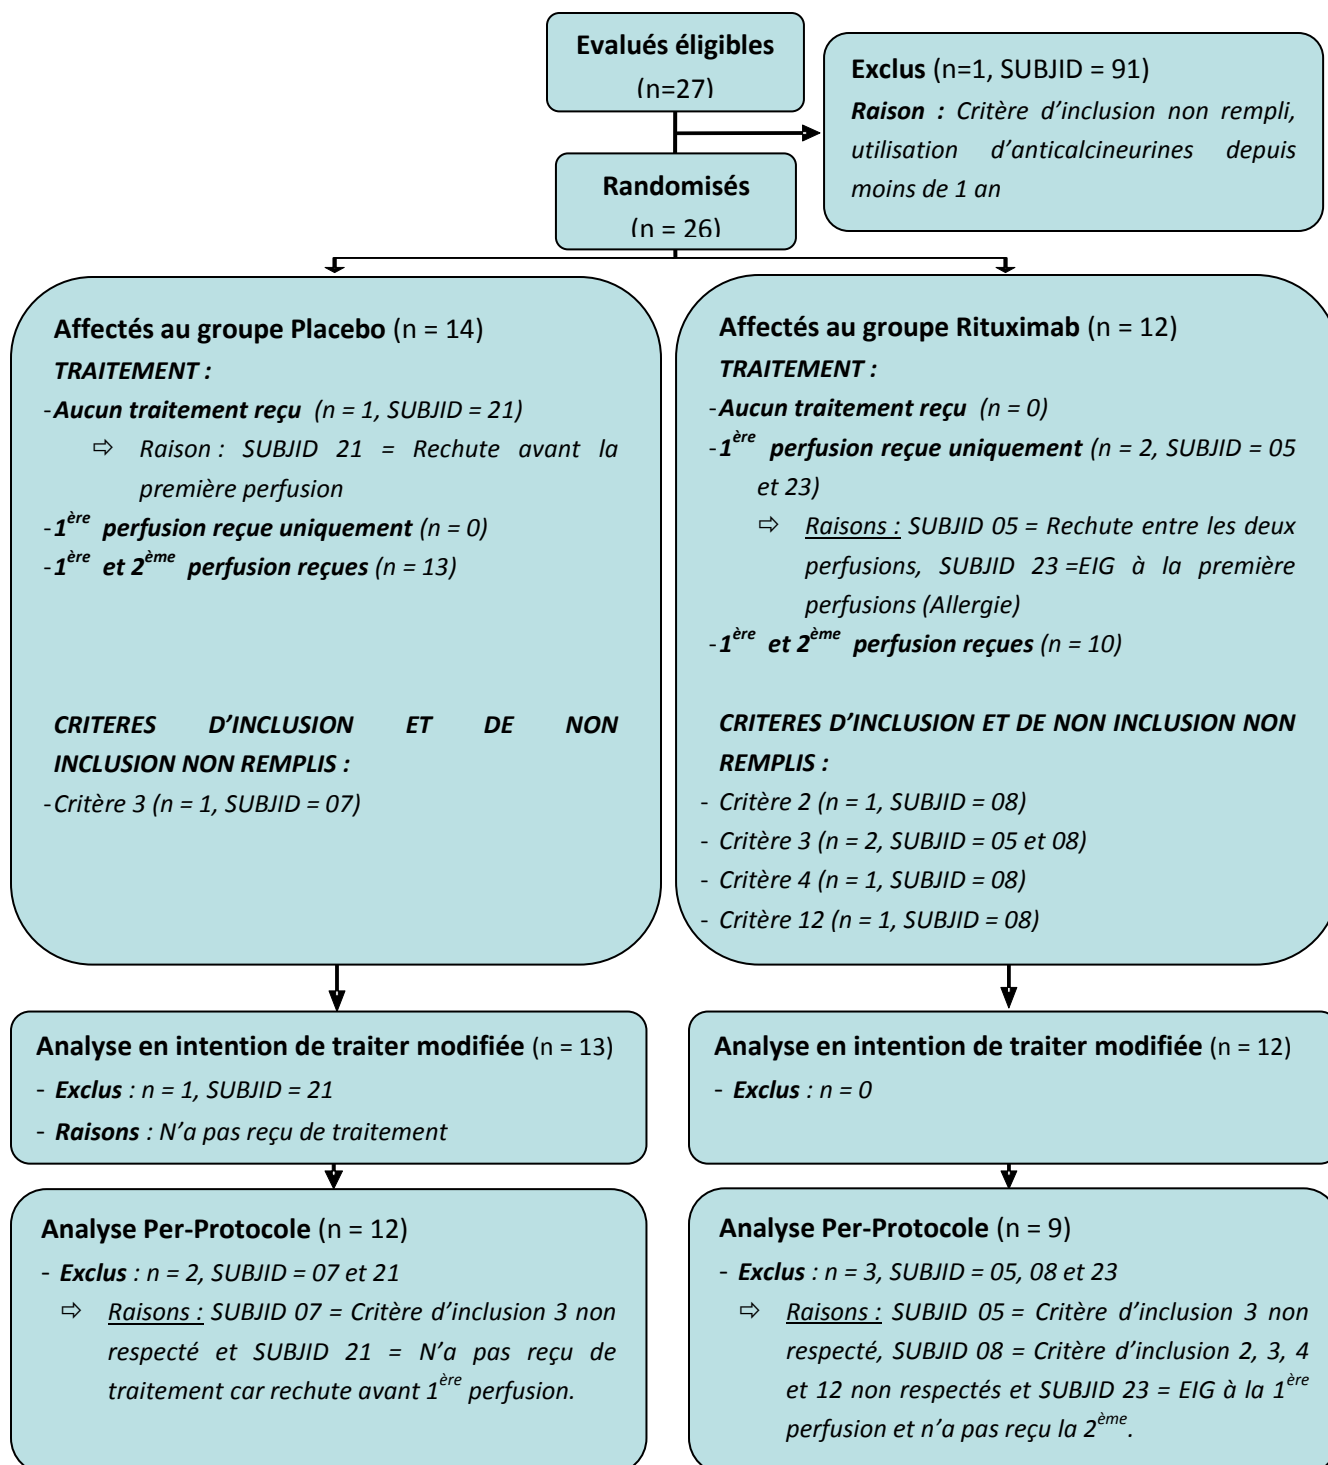 Evalués éligibles
(n=27)
Exclus (n=1, SUBJID = 91)
Raison : Critère d'inclusion non rempli,
utilisation d'anticalcineurines depuis
moins de 1 an
Randomisés
(n = 26)
Affectés au groupe Placebo (n = 14)
TRAITEMENT :
-Aucun traitement reçu (n = 1, SUBJID = 21)
⇨ Raison : SUBJID 21 = Rechute avant la
première perfusion
-1ère perfusion reçue uniquement (n = 0)
-1ère et 2ème perfusion reçues (n = 13)
CRITERES D'INCLUSION ET DE NON
INCLUSION NON REMPLIS :
-Critère 3 (n = 1, SUBJID = 07)
Affectés au groupe Rituximab (n = 12)
TRAITEMENT :
-Aucun traitement reçu (n = 0)
-1ère perfusion reçue uniquement (n = 2, SUBJID = 05
et 23)
⇨ Raisons : SUBJID 05 = Rechute entre les deux
perfusions, SUBJID 23 =EIG à la première
perfusions (Allergie)
-1ère et 2ème perfusion reçues (n = 10)
CRITERES D'INCLUSION ET DE NON INCLUSION NON
REMPLIS :
- Critère 2 (n = 1, SUBJID = 08)
- Critère 3 (n = 2, SUBJID = 05 et 08)
- Critère 4 (n = 1, SUBJID = 08)
- Critère 12 (n = 1, SUBJID = 08)
Analyse en intention de traiter modifiée (n = 13)
- Exclus : n = 1, SUBJID = 21
- Raisons : N'a pas reçu de traitement
Analyse en intention de traiter modifiée (n = 12)
- Exclus : n = 0
Analyse Per-Protocole (n = 12)
- Exclus : n = 2, SUBJID = 07 et 21
⇨ Raisons : SUBJID 07 = Critère d'inclusion 3 non
respecté et SUBJID 21 = N'a pas reçu de
traitement car rechute avant 1ère perfusion.
Analyse Per-Protocole (n = 9)
- Exclus : n = 3, SUBJID = 05, 08 et 23
⇨ Raisons : SUBJID 05 = Critère d'inclusion 3 non
respecté, SUBJID 08 = Critère d'inclusion 2, 3, 4
et 12 non respectés et SUBJID 23 = EIG à la 1ère
perfusion et n'a pas reçu la 2ème.